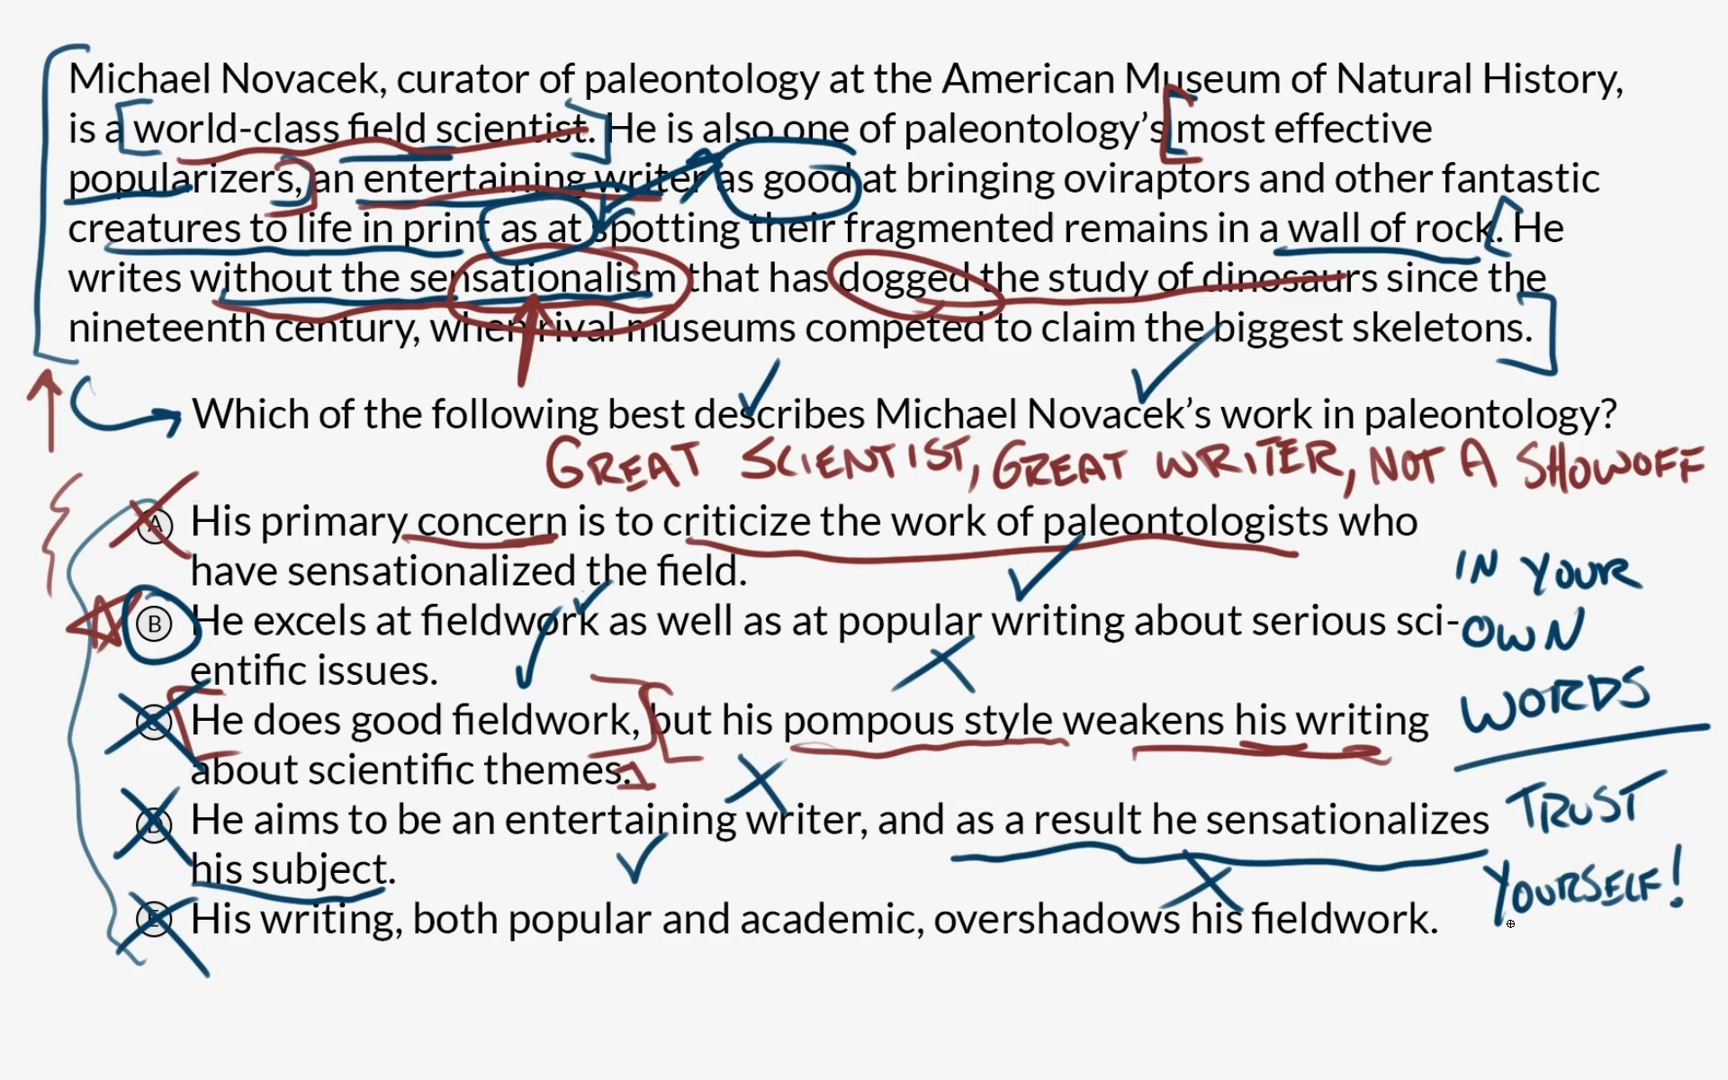 Michael Novacek, curator of paleontology at the American Museum of Natural History,
is a world-class field scientist. He is also one of paleontology's most effective
popularizers, an entertaining writer as good at bringing oviraptors and other fantastic
creatures to life in print as at spotting their fragmented remains in a wall of rock. He
writes without the sensationalism that has dogged the study of dinosaurs since the
nineteenth century, when rival museums competed to claim the biggest skeletons.
Which of the following best describes Michael Novacek's work in paleontology?
GREAT SCIENTIST, GREAT WRITER, NOT A SHOWOFF
A His primary concern is to criticize the work of paleontologists who
have sensationalized the field.
B He excels at fieldwork as well as at popular writing about serious sci-
entific issues.
C He does good fieldwork, but his pompous style weakens his writing
about scientific themes.
D He aims to be an entertaining writer, and as a result he sensationalizes
his subject.
E His writing, both popular and academic, overshadows his fieldwork.
IN YOUR
OWN
WORDS
TRUST
YOURSELF!